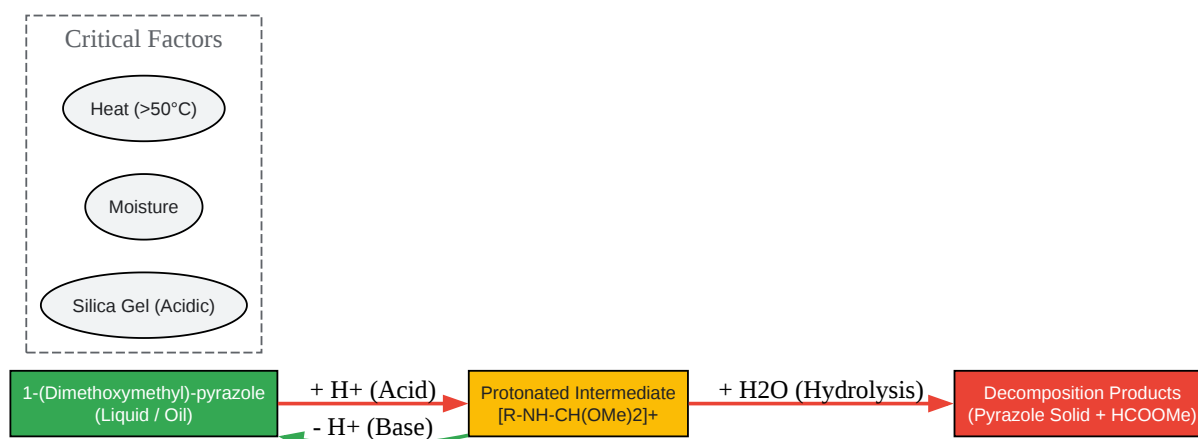 Critical Factors
Heat (>50°C)
Moisture
Silica Gel (Acidic)
1-(Dimethoxymethyl)-pyrazole
(Liquid / Oil)
+ H+ (Acid)
- H+ (Base)
Protonated Intermediate
[R-NH-CH(OMe)2]+
+ H2O (Hydrolysis)
Decomposition Products
(Pyrazole Solid + HCOOMe)